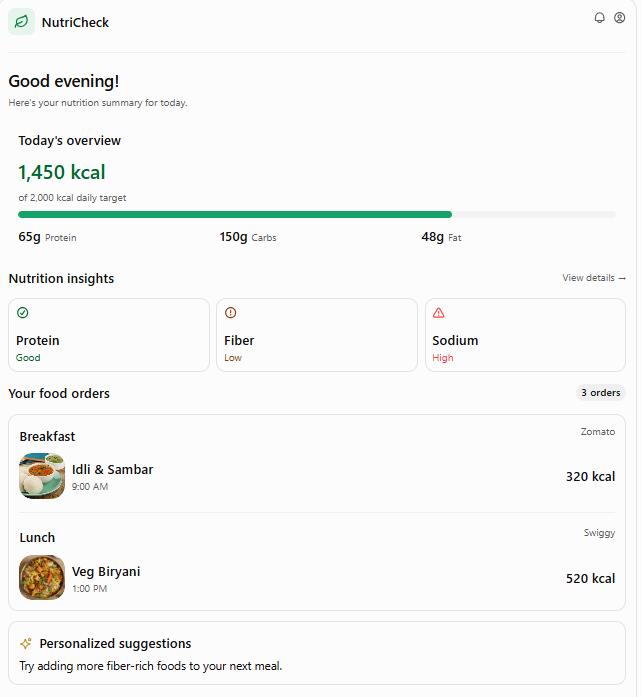 NutriCheck
Good evening!
Here's your nutrition summary for today.
Today's overview
1,450 kcal
of 2,000 kcal daily target
65g Protein 150g Carbs 48g Fat
Nutrition insights View details →
Protein Fiber Sodium
Good Low High
Your food orders 3 orders
Breakfast Zomato
Idli & Sambar
9:00 AM
320 kcal
Lunch Swiggy
Veg Biryani
1:00 PM
520 kcal
Personalized suggestions
Try adding more fiber-rich foods to your next meal.